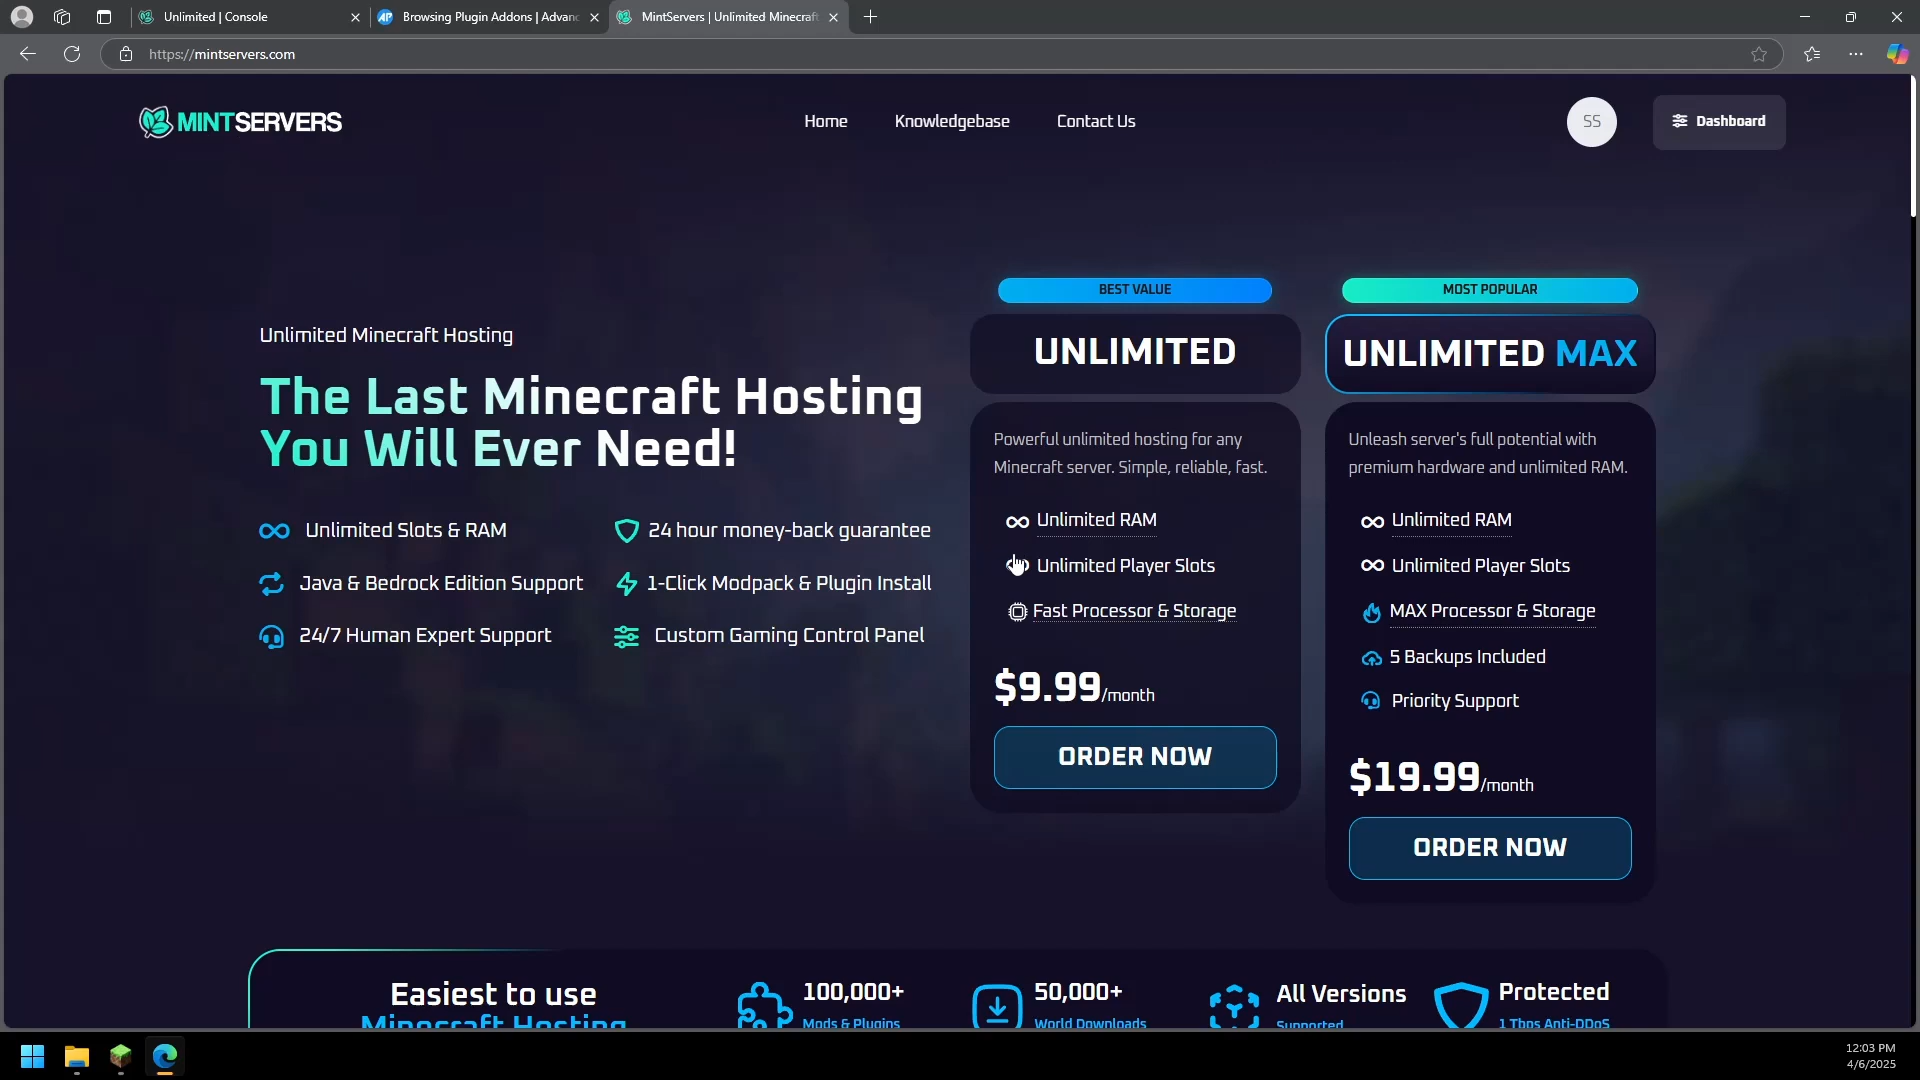 Unlimited | Console
Browsing Plugin Addons | Advanc
MintServers | Unlimited Minecraft
https://mintservers.com
MINTSERVERS
Home
Knowledgebase
Contact Us
SS
Dashboard
Unlimited Minecraft Hosting
The Last Minecraft Hosting
You Will Ever Need!
Unlimited Slots & RAM
24 hour money-back guarantee
Java & Bedrock Edition Support
1-Click Modpack & Plugin Install
24/7 Human Expert Support
Custom Gaming Control Panel
BEST VALUE
UNLIMITED
Powerful unlimited hosting for any
Minecraft server. Simple, reliable, fast.
Unlimited RAM
Unlimited Player Slots
Fast Processor & Storage
$9.99/month
ORDER NOW
MOST POPULAR
UNLIMITED MAX
Unleash server's full potential with
premium hardware and unlimited RAM.
Unlimited RAM
Unlimited Player Slots
MAX Processor & Storage
5 Backups Included
Priority Support
$19.99/month
ORDER NOW
Easiest to use
Minecraft Hosting
100,000+
Mods & Plugins
50,000+
World Downloads
All Versions
Supported
Protected
1 Tbps Anti-DDoS
12:03 PM
4/6/2025